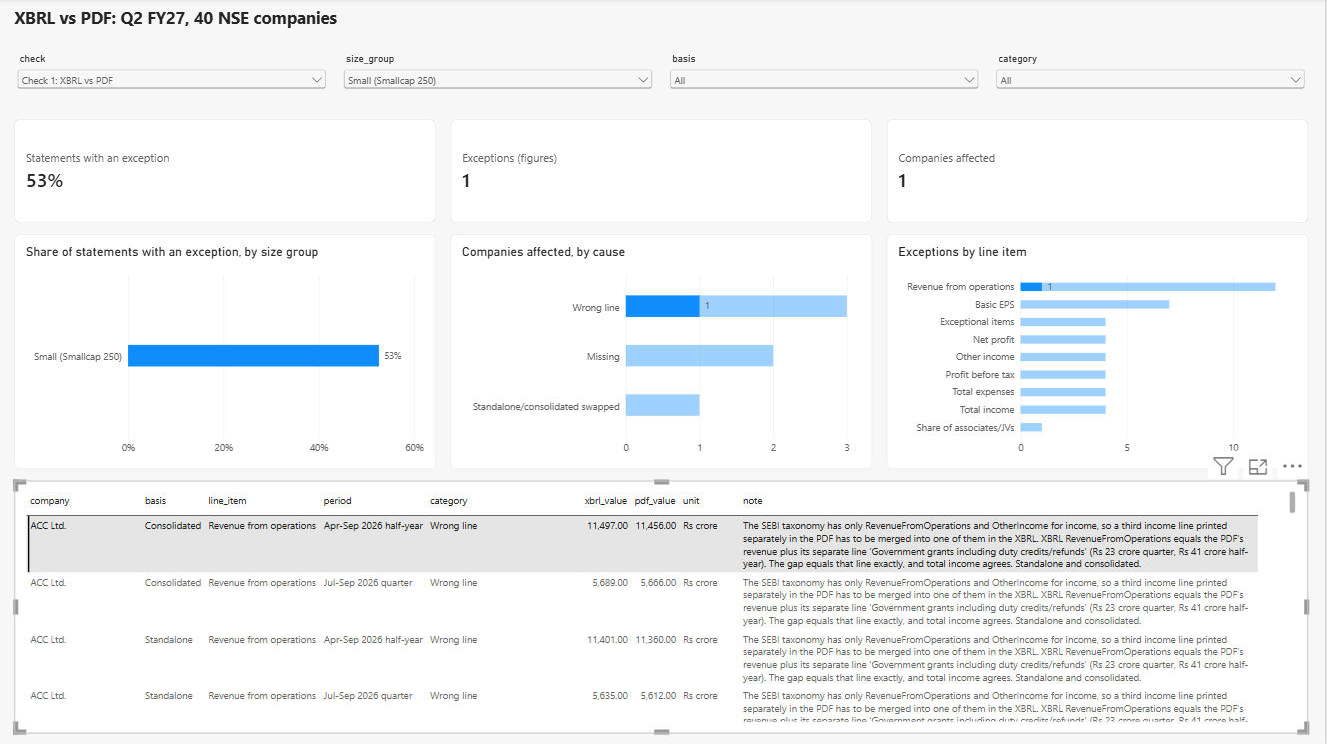 XBRL vs PDF: Q2 FY27, 40 NSE companies
check size_group basis category
Check 1: XBRL vs PDF Small (Smallcap 250) All All
Statements with an exception
53%
Exceptions (figures)
1
Companies affected
1
Share of statements with an exception, by size group
Small (Smallcap 250) 53%
0% 20% 40% 60%
Companies affected, by cause
Wrong line 1
Missing
Standalone/consolidated swapped
0 1 2 3
Exceptions by line item
Revenue from operations 1
Basic EPS
Exceptional items
Net profit
Other income
Profit before tax
Total expenses
Total income
Share of associates/JVs
0 5 10
company basis line_item period category xbrl_value pdf_value unit note
ACC Ltd. Consolidated Revenue from operations Apr-Sep 2026 half-year Wrong line 11,497.00 11,456.00 Rs crore The SEBI taxonomy has only RevenueFromOperations and OtherIncome for income, so a third income line printed
separately in the PDF has to be merged into one of them in the XBRL. XBRL RevenueFromOperations equals the PDF's
revenue plus its separate line 'Government grants including duty credits/refunds' (Rs 23 crore quarter, Rs 41 crore half-
year). The gap equals that line exactly, and total income agrees. Standalone and consolidated.
ACC Ltd. Consolidated Revenue from operations Jul-Sep 2026 quarter Wrong line 5,689.00 5,666.00 Rs crore The SEBI taxonomy has only RevenueFromOperations and OtherIncome for income, so a third income line printed
separately in the PDF has to be merged into one of them in the XBRL. XBRL RevenueFromOperations equals the PDF's
revenue plus its separate line 'Government grants including duty credits/refunds' (Rs 23 crore quarter, Rs 41 crore half-
year). The gap equals that line exactly, and total income agrees. Standalone and consolidated.
ACC Ltd. Standalone Revenue from operations Apr-Sep 2026 half-year Wrong line 11,401.00 11,360.00 Rs crore The SEBI taxonomy has only RevenueFromOperations and OtherIncome for income, so a third income line printed
separately in the PDF has to be merged into one of them in the XBRL. XBRL RevenueFromOperations equals the PDF's
revenue plus its separate line 'Government grants including duty credits/refunds' (Rs 23 crore quarter, Rs 41 crore half-
year). The gap equals that line exactly, and total income agrees. Standalone and consolidated.
ACC Ltd. Standalone Revenue from operations Jul-Sep 2026 quarter Wrong line 5,635.00 5,612.00 Rs crore The SEBI taxonomy has only RevenueFromOperations and OtherIncome for income, so a third income line printed
separately in the PDF has to be merged into one of them in the XBRL. XBRL RevenueFromOperations equals the PDF's
revenue plus its separate line 'Government grants including duty credits/refunds' (Rs 23 crore quarter, Rs 41 crore half-